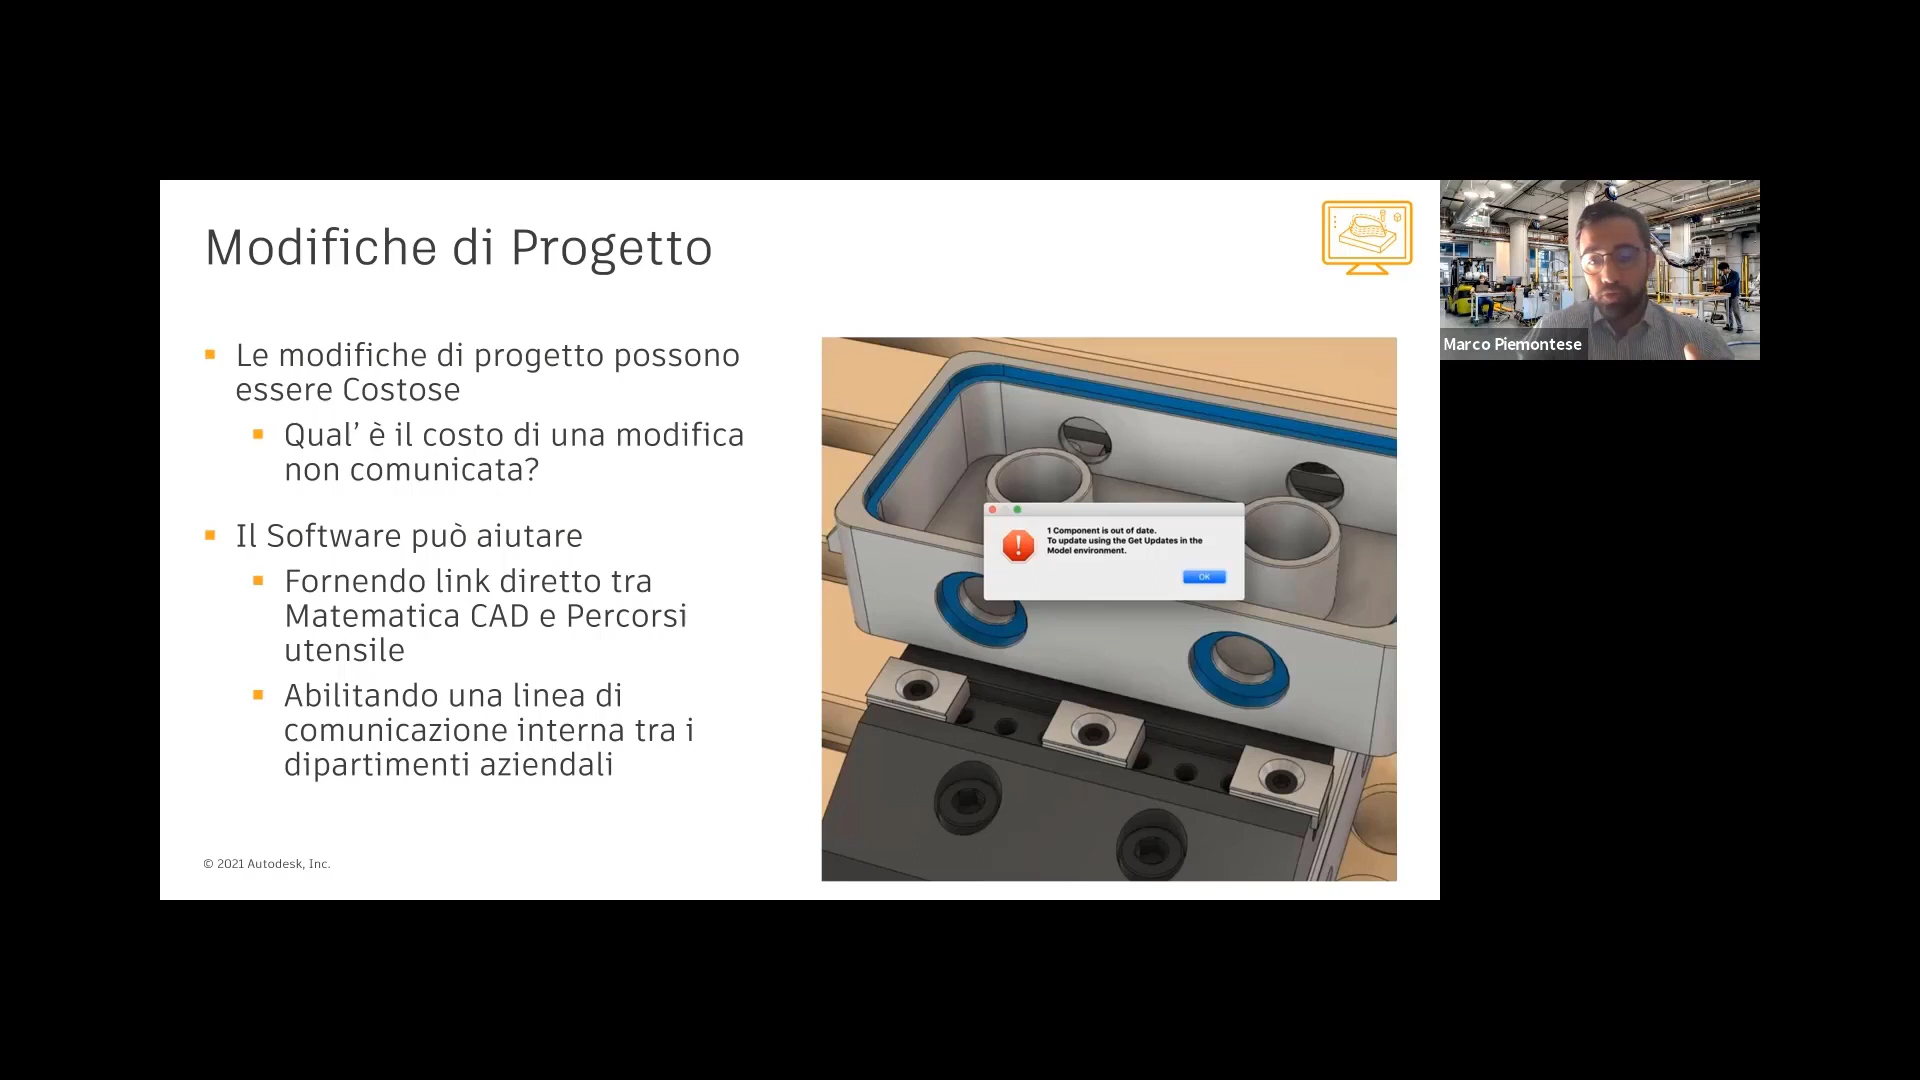 Modifiche di Progetto
Le modifiche di progetto possono
essere Costose
Qual’ è il costo di una modifica
non comunicata?
Il Software può aiutare
Fornendo link diretto tra
Matematica CAD e Percorsi
utensile
Abilitando una linea di
comunicazione interna tra i
dipartimenti aziendali
© 2021 Autodesk, Inc.
1 Component is out of date.
To update using the Get Updates in the
Model environment.
OK
Marco Piemontese